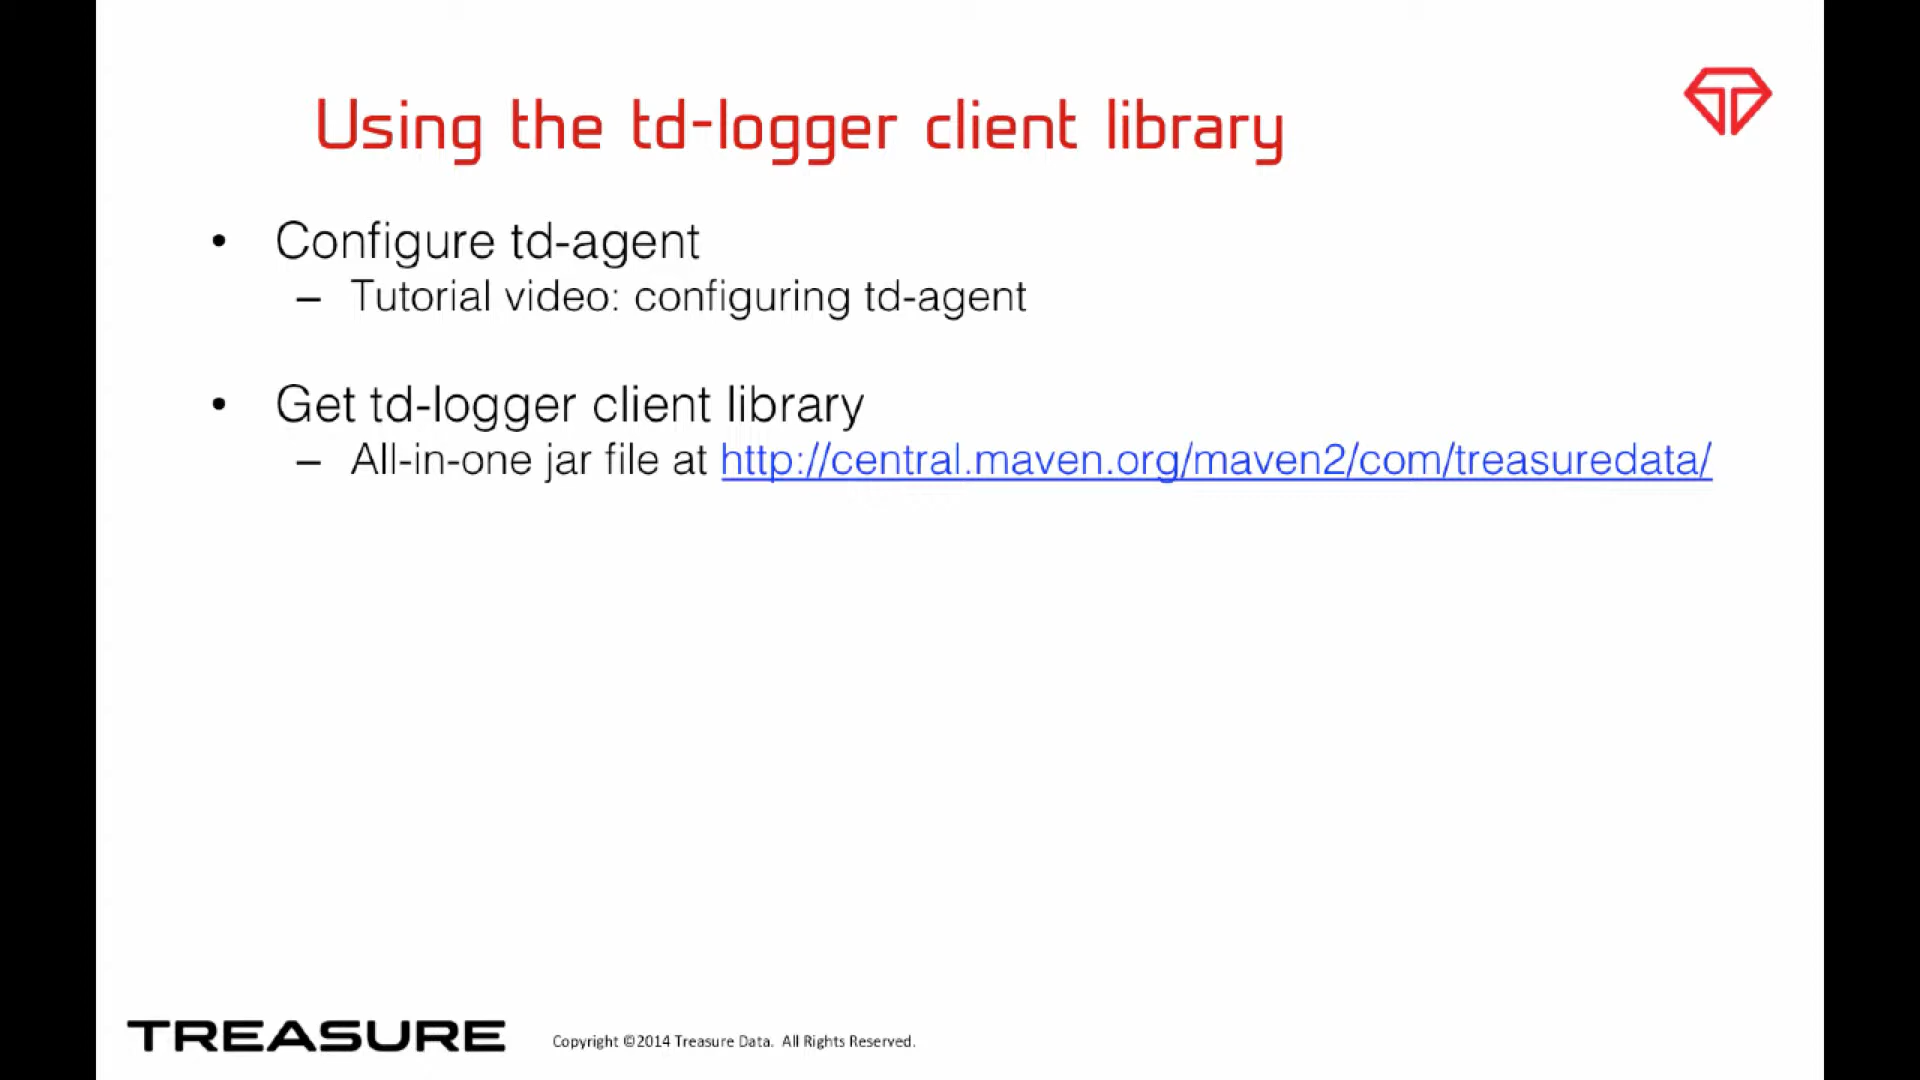 Using the td-logger client library
• Configure td-agent
– Tutorial video: configuring td-agent
• Get td-logger client library
– All-in-one jar file at http://central.maven.org/maven2/com/treasuredata/
TREASURE
Copyright ©2014 Treasure Data. All Rights Reserved.